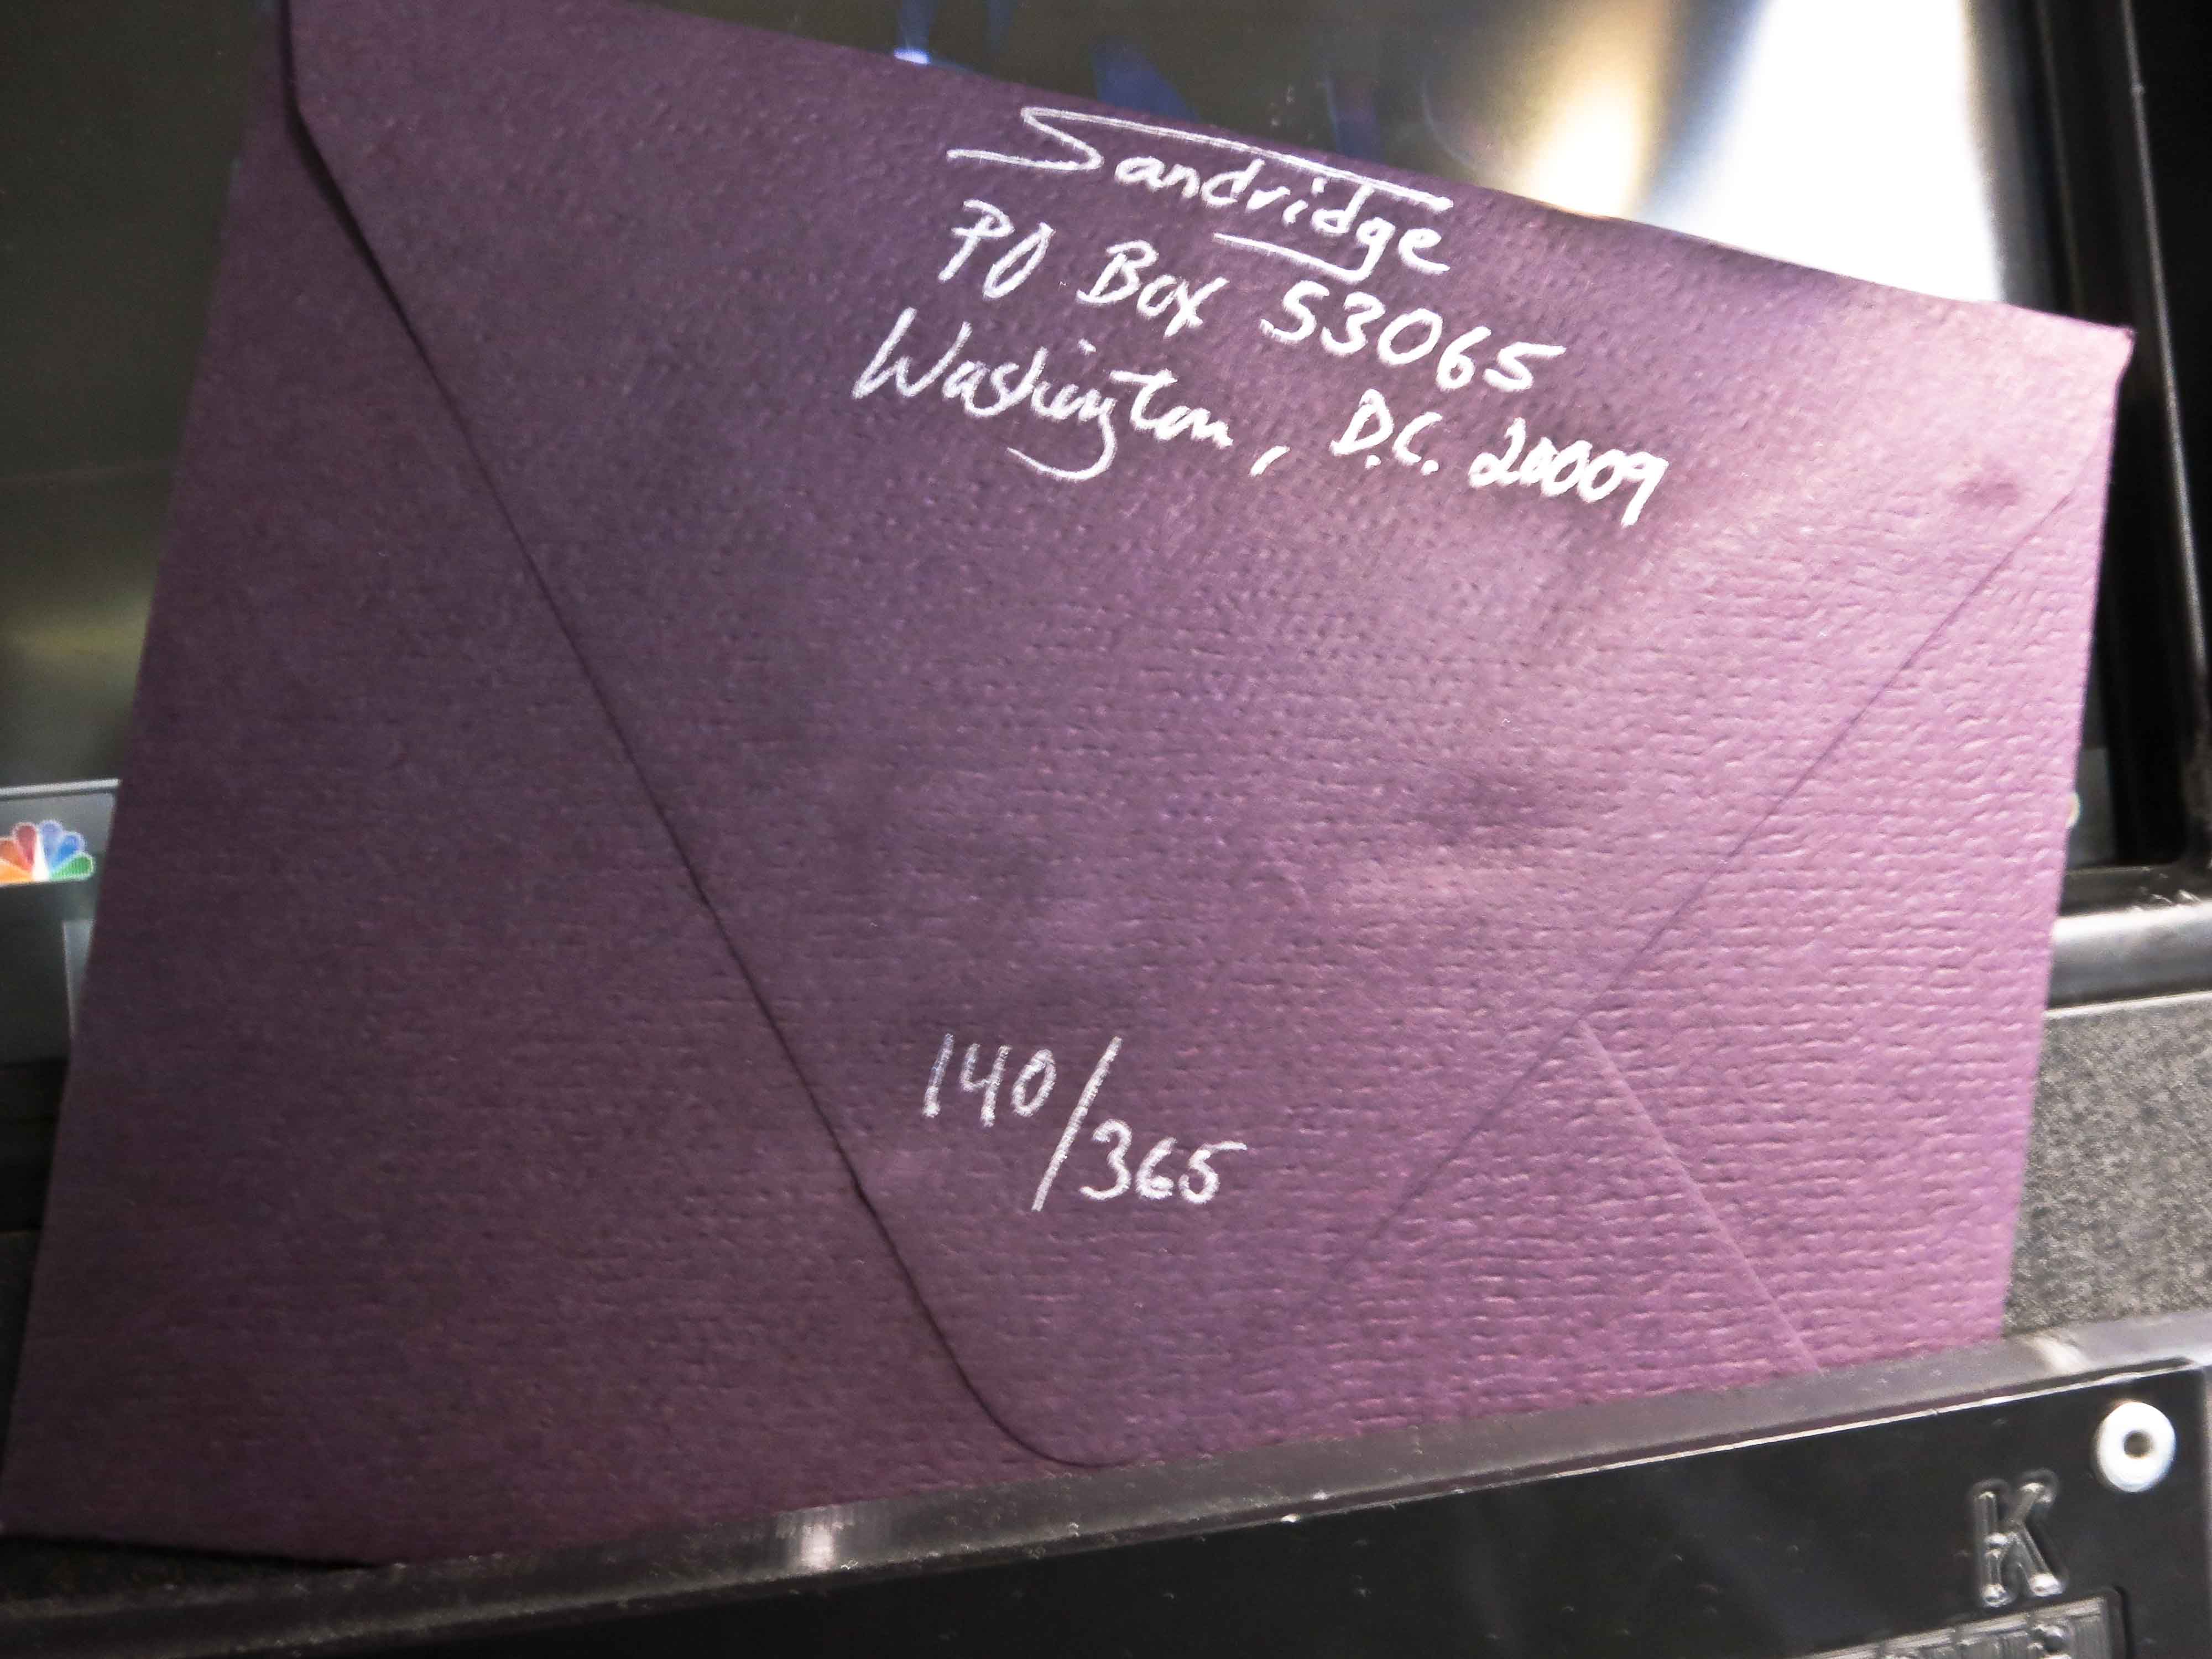 Sandridge
PO Box 53065
Washington, D.C. 20009
140/365
K